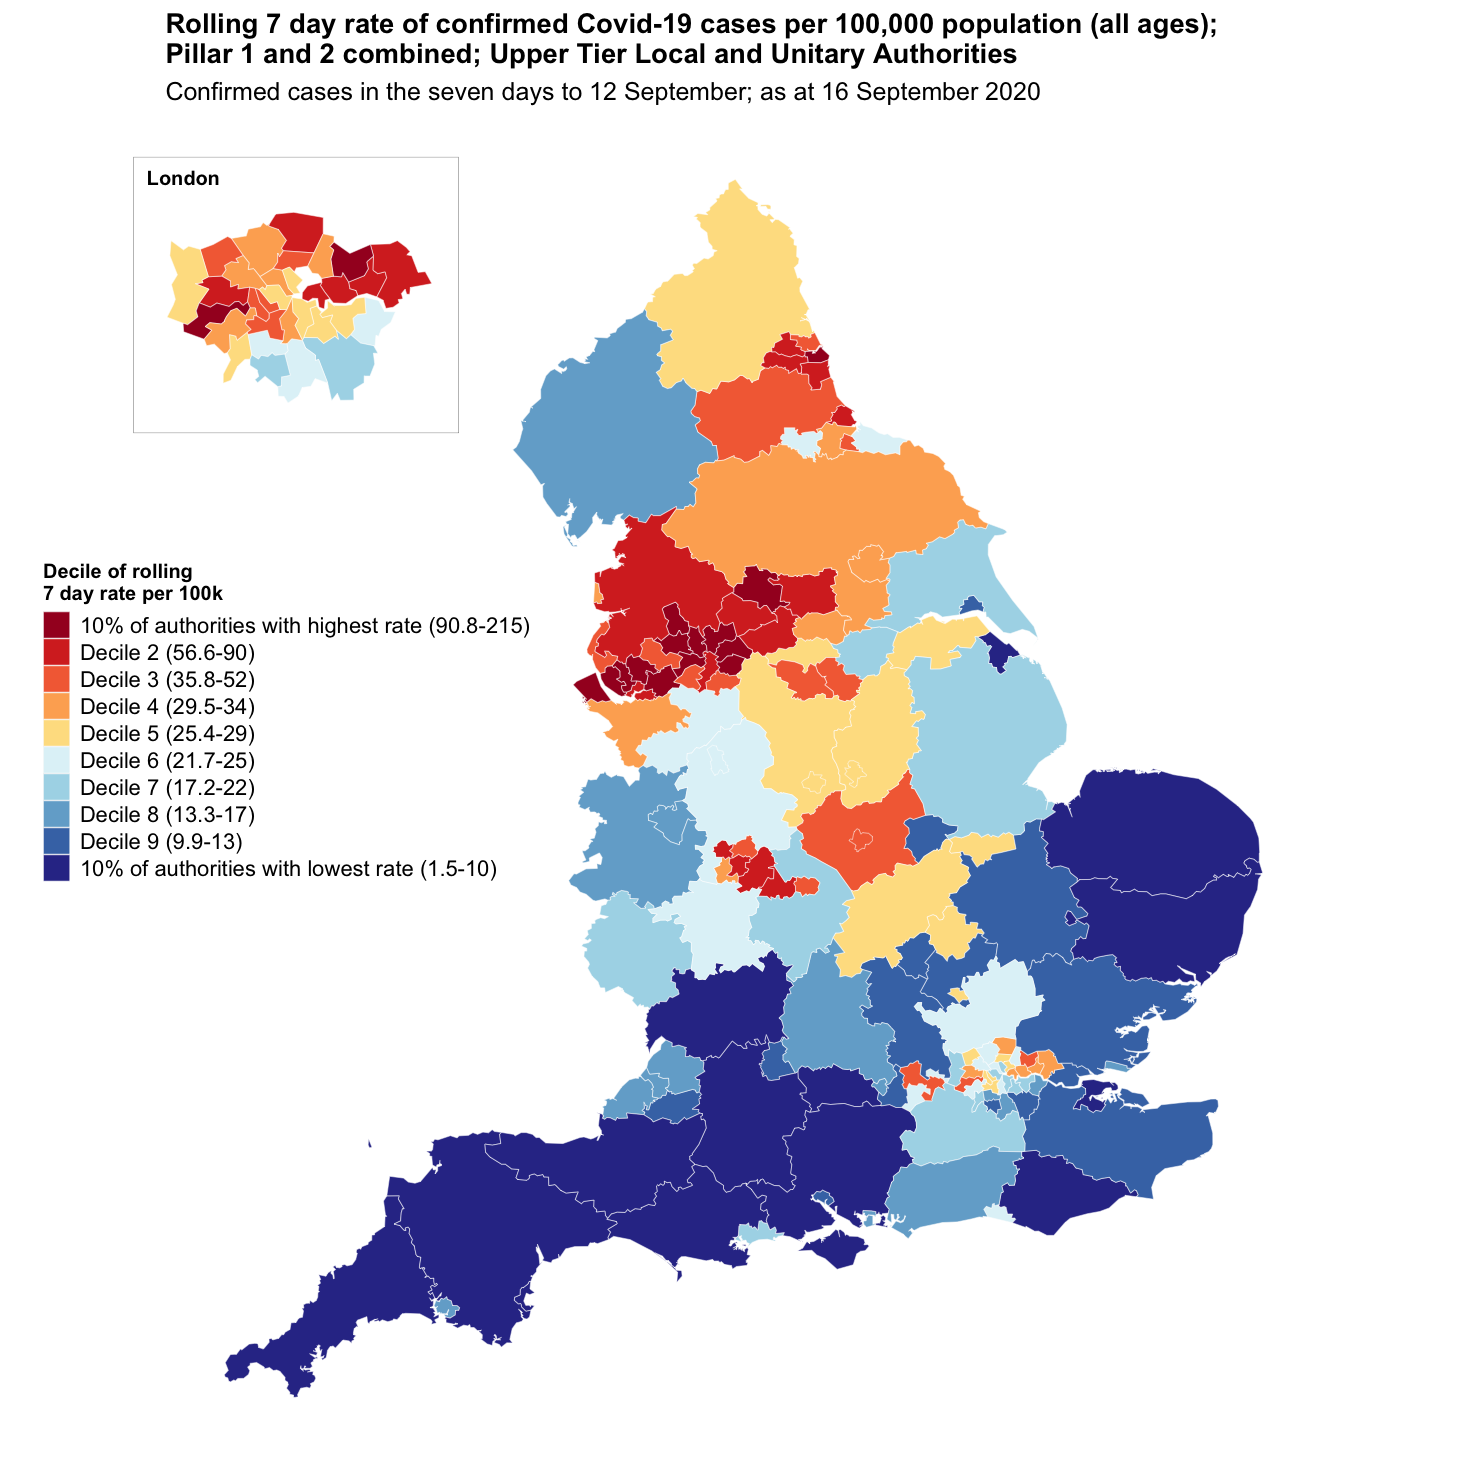 Rolling 7 day rate of confirmed Covid-19 cases per 100,000 population (all ages);
Pillar 1 and 2 combined; Upper Tier Local and Unitary Authorities
Confirmed cases in the seven days to 12 September; as at 16 September 2020
London
Decile of rolling
7 day rate per 100k
10% of authorities with highest rate (90.8-215)
Decile 2 (56.6-90)
Decile 3 (35.8-52)
Decile 4 (29.5-34)
Decile 5 (25.4-29)
Decile 6 (21.7-25)
Decile 7 (17.2-22)
Decile 8 (13.3-17)
Decile 9 (9.9-13)
10% of authorities with lowest rate (1.5-10)